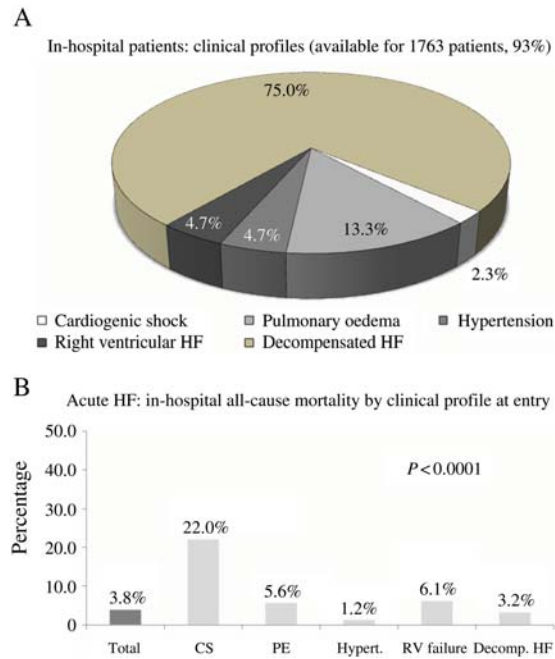 A
In-hospital patients: clinical profiles (available for 1763 patients, 93%)
75.0%
4.7%
4.7%
13.3%
2.3%
Cardiogenic shock Pulmonary oedema Hypertension
Right ventricular HF Decompensated HF
B
Acute HF: in-hospital all-cause mortality by clinical profile at entry
50.0
40.0
30.0
20.0
10.0
0
Percentage
P<0.0001
3.8%
22.0%
5.6%
1.2%
6.1%
3.2%
Total CS PE Hypert. RV failure Decomp. HF